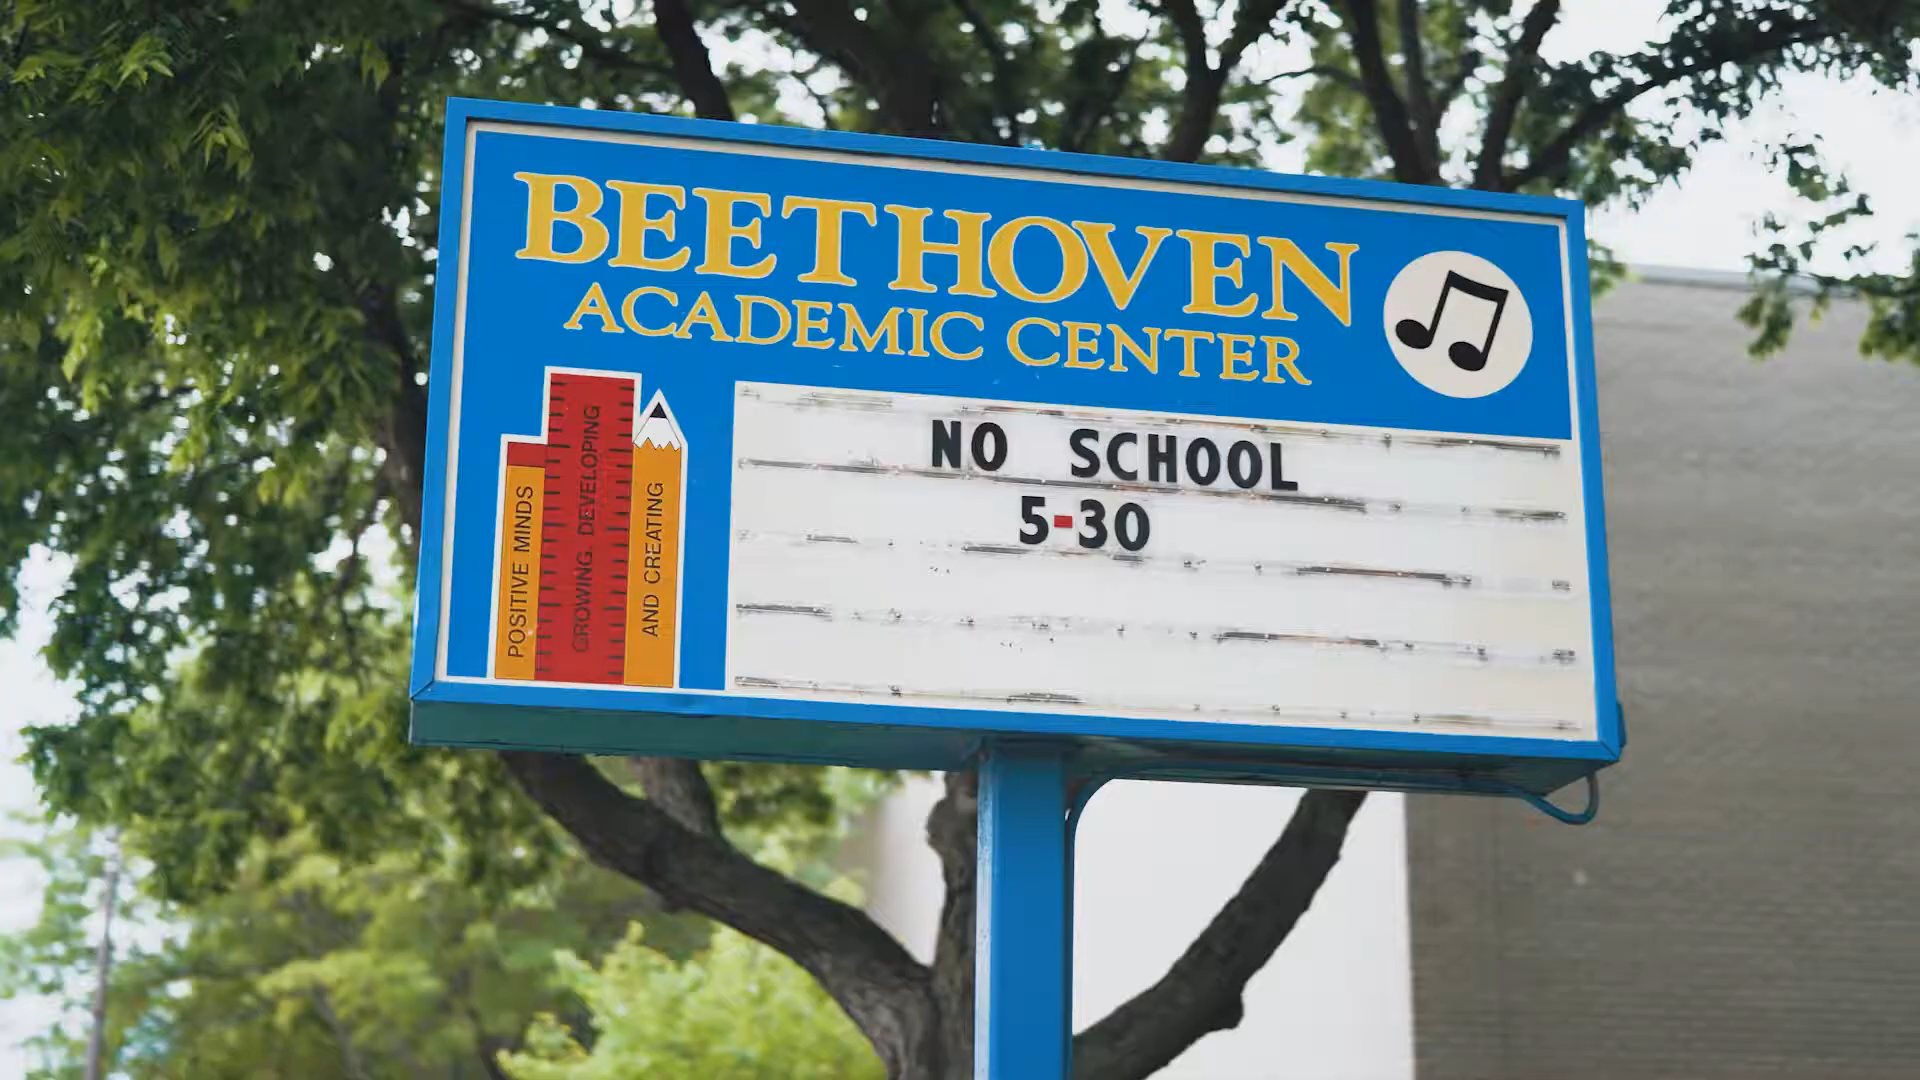 BEETHOVEN
ACADEMIC CENTER
POSITIVE MINDS
GROWING, DEVELOPING
AND CREATING
NO SCHOOL
5-30